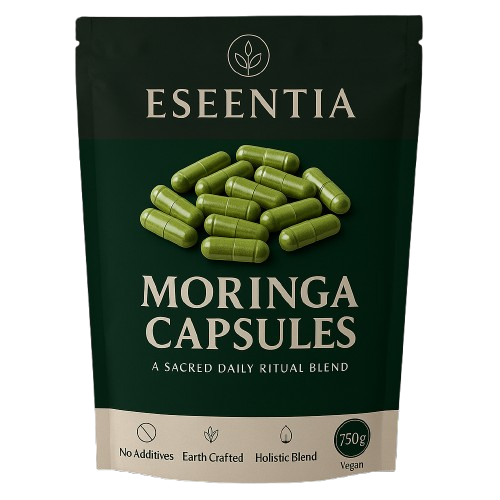 ESEENTIA
MORINGA
CAPSULES
A SACRED DAILY RITUAL BLEND
No Additives Earth Crafted Holistic Blend 750g
Vegan